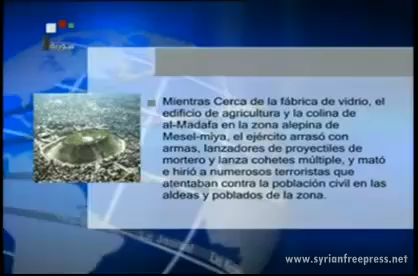 Mientras Cerca de la fábrica de vidrio, el
edificio de agricultura y la colina de
al-Madafa en la zona alepina de
Mesel-miya, el ejército arrasó con
armas, lanzadores de proyectiles de
mortero y lanza cohetes múltiple, y mató
e hirió a numerosos terroristas que
atentaban contra la población civil en las
aldeas y poblados de la zona.
www.syrianfreepress.net